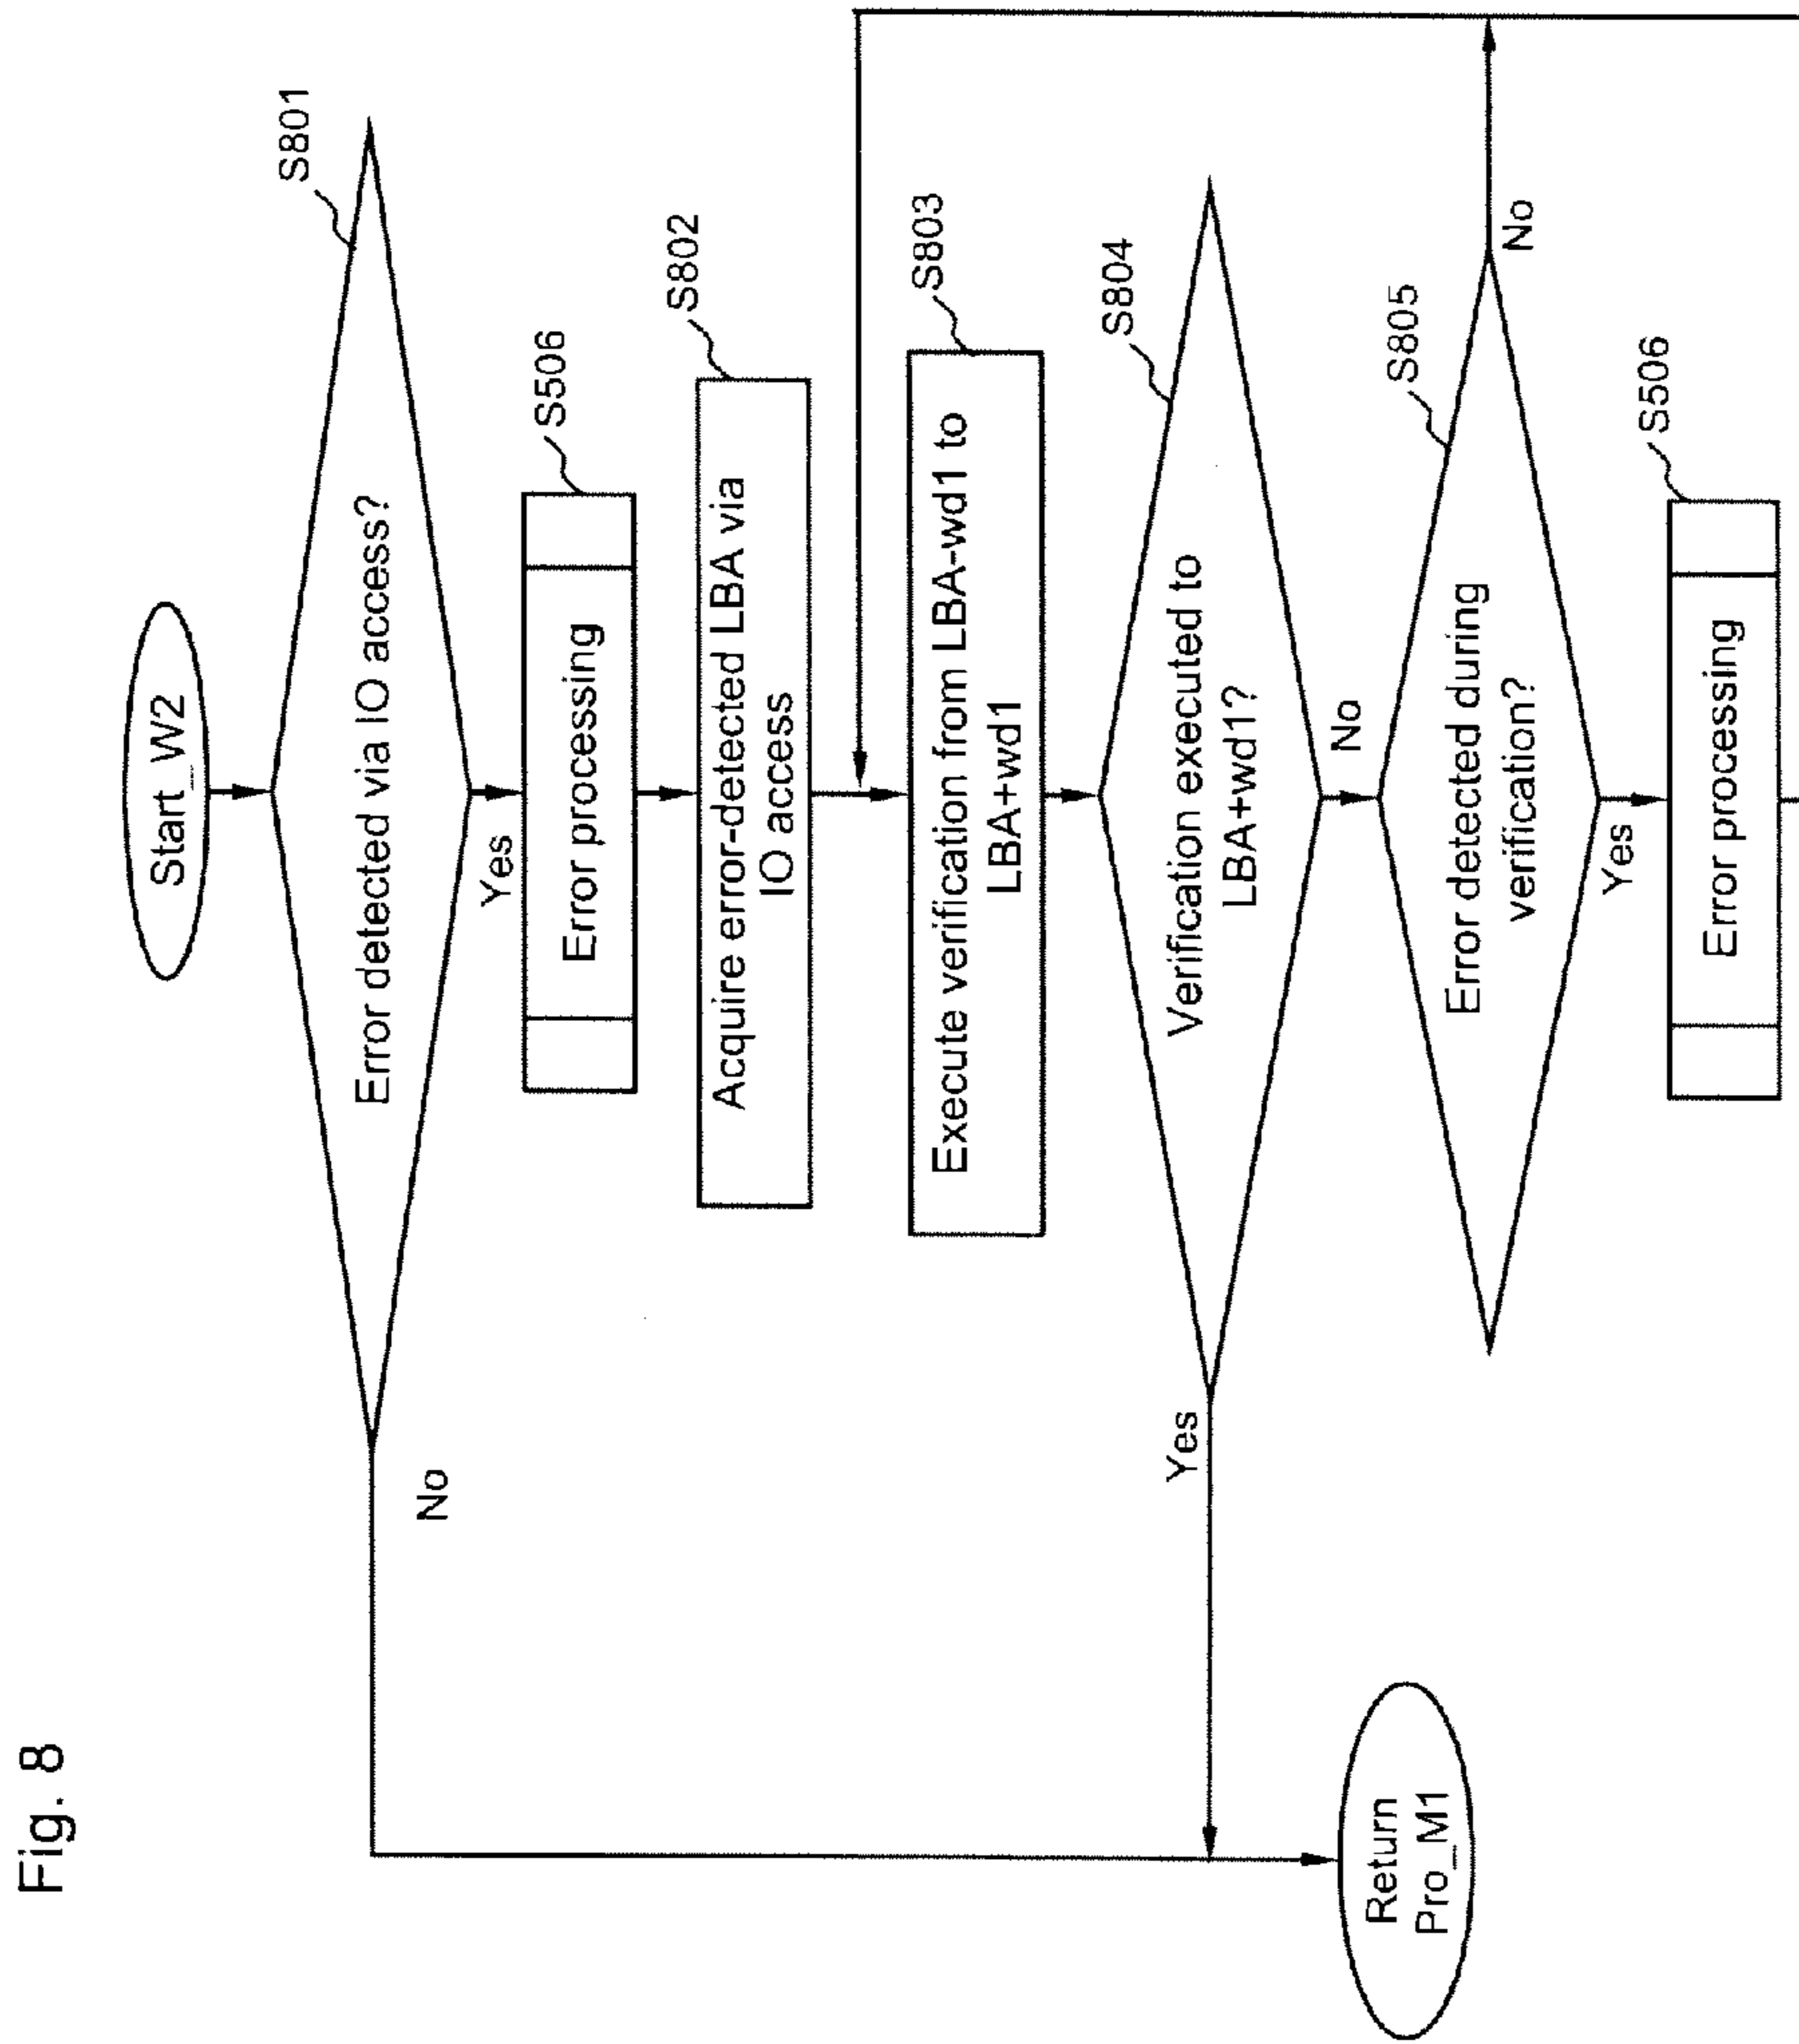 Fig. 8
Start_W2
S801
Error detected via IO access?
No
Yes
S506
Error processing
S802
Acquire error-detected LBA via
IO access
S803
Execute verification from LBA-wd1 to
LBA+wd1
S804
Verification executed to
LBA+wd1?
Yes
No
S805
Error detected during
verification?
No
Yes
S506
Error processing
Return
Pro_M1